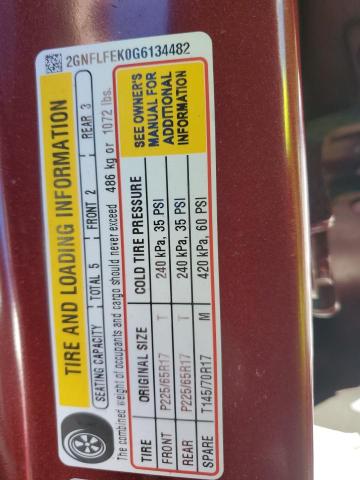 2GNFLFEK0G6134482
TIRE AND LOADING INFORMATION
SEATING CAPACITY TOTAL 5 FRONT 2 REAR 3
The combined weight of occupants and cargo should never exceed 486 kg or 1072 lbs.
TIRE ORIGINAL SIZE COLD TIRE PRESSURE
FRONT P225/65R17 T 240 kPa, 35 PSI
REAR P225/65R17 T 240 kPa, 35 PSI
SPARE T145/70R17 M 420 kPa, 60 PSI
SEE OWNER'S
MANUAL FOR
ADDITIONAL
INFORMATION